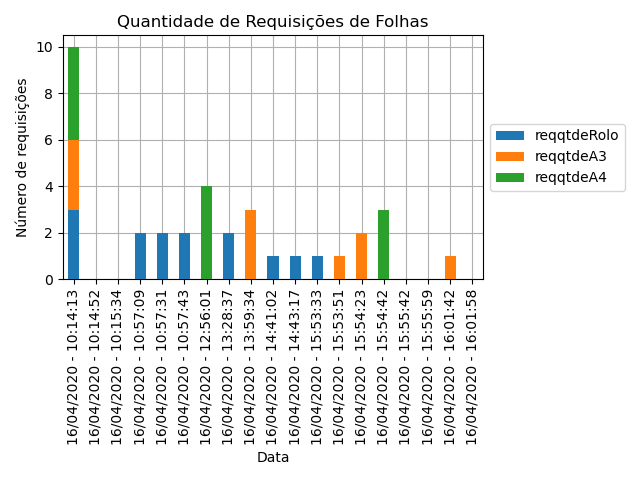 Quantidade de Requisições de Folhas
Número de requisições
10
8
6
4
2
0
reqqtdeRolo
reqqtdeA3
reqqtdeA4
16/04/2020 - 10:14:13
16/04/2020 - 10:14:52
16/04/2020 - 10:15:34
16/04/2020 - 10:57:09
16/04/2020 - 10:57:31
16/04/2020 - 10:57:43
16/04/2020 - 12:56:01
16/04/2020 - 13:28:37
16/04/2020 - 13:59:34
16/04/2020 - 14:41:02
16/04/2020 - 14:43:17
16/04/2020 - 15:53:33
16/04/2020 - 15:53:51
16/04/2020 - 15:54:23
16/04/2020 - 15:54:42
16/04/2020 - 15:55:42
16/04/2020 - 15:55:59
16/04/2020 - 16:01:42
16/04/2020 - 16:01:58
Data